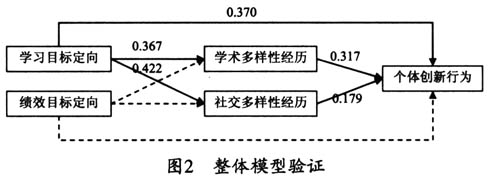 0.370
学习目标定向
0.367
学术多样性经历
0.317
0.422
个体创新行为
绩效目标定向
社交多样性经历
0.179
图2 整体模型验证